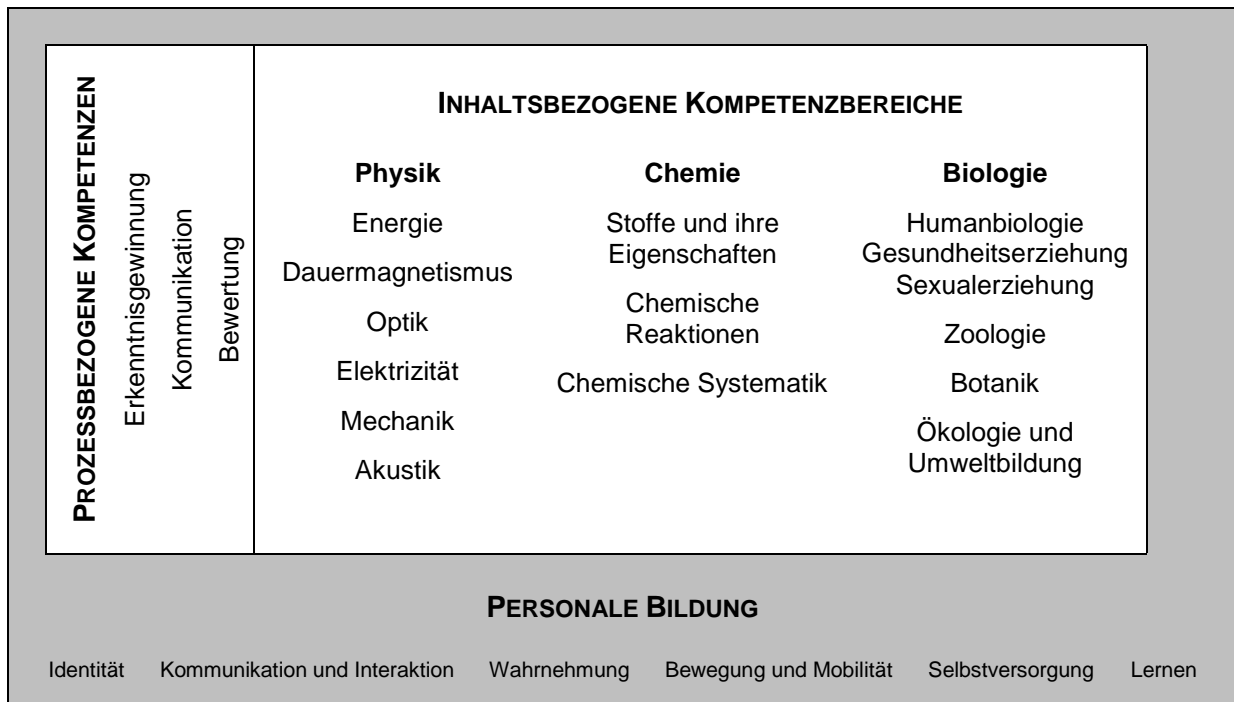 PROZESSBEZOGENE KOMPETENZEN
Erkenntnisgewinnung
Kommunikation
Bewertung
INHALTSBEZOGENE KOMPETENZBEREICHE
Physik
Energie
Dauermagnetismus
Optik
Elektrizität
Mechanik
Akustik
Chemie
Stoffe und ihre
Eigenschaften
Chemische
Reaktionen
Chemische Systematik
Biologie
Humanbiologie
Gesundheitserziehung
Sexualerziehung
Zoologie
Botanik
Ökologie und
Umweltbildung
PERSONALE BILDUNG
Identität Kommunikation und Interaktion Wahrnehmung Bewegung und Mobilität Selbstversorgung Lernen